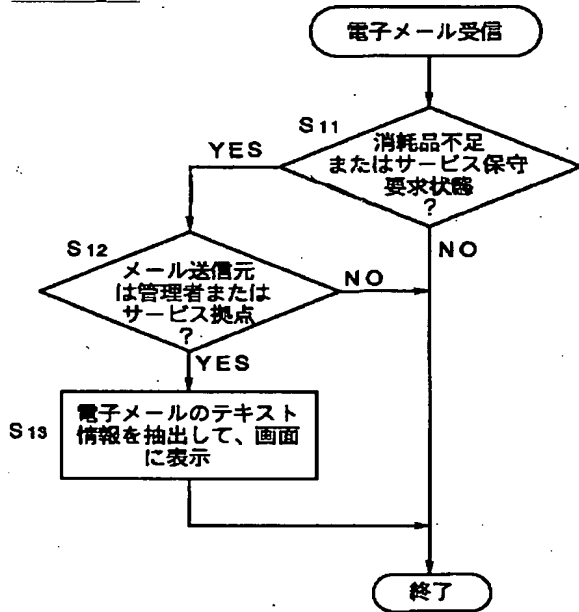 電子メール受信
S11
消耗品不足
またはサービス保守
要求状態
?
YES
NO
S12
メール送信元
は管理者または
サービス拠点
?
NO
YES
S13
電子メールのテキスト
情報を抽出して、画面
に表示
終了